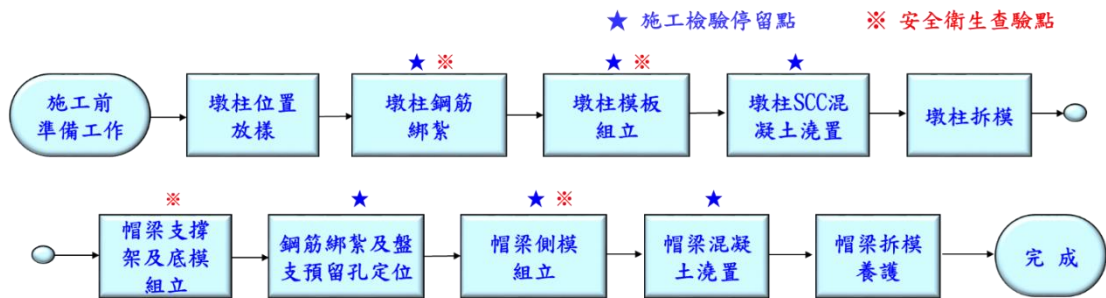 ★ 施工檢驗停留點 ※ 安全衛生查驗點
★ ※
★ ※
★
施工前
準備工作
墩柱位置
放樣
墩柱鋼筋
綁紮
墩柱模板
組立
墩柱SCC混
凝土澆置
墩柱拆模
※
★
★ ※
★
帽梁支撐
架及底模
組立
鋼筋綁紮及盤
支預留孔定位
帽梁側模
組立
帽梁混凝
土澆置
帽梁拆模
養護
完 成